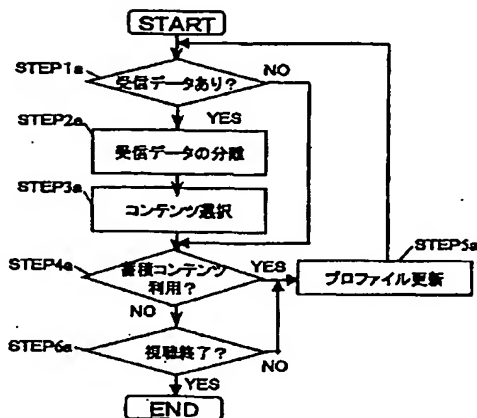 START
STEP1a
受信データあり？
NO
YES
STEP2a
受信データの分離
STEP3a
コンテンツ選択
STEP4a
蓄積コンテンツ
利用？
YES
STEP5a
プロファイル更新
NO
STEP6a
視聴終了？
NO
YES
END